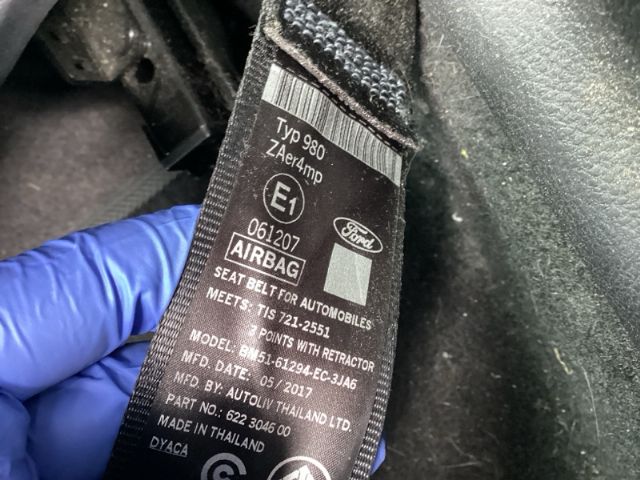 Typ 980
ZAer4mp
E1
061207
Ford
AIRBAG
SEAT BELT FOR AUTOMOBILES
MEETS: TIS 721-2551
POINTS WITH RETRACTOR
MODEL: BM51-61294-EC-3JA6
MFD. DATE: 05/2017
MFD. BY: AUTOLIV THAILAND LTD.
PART NO.: 622 3046 00
MADE IN THAILAND
DYACA